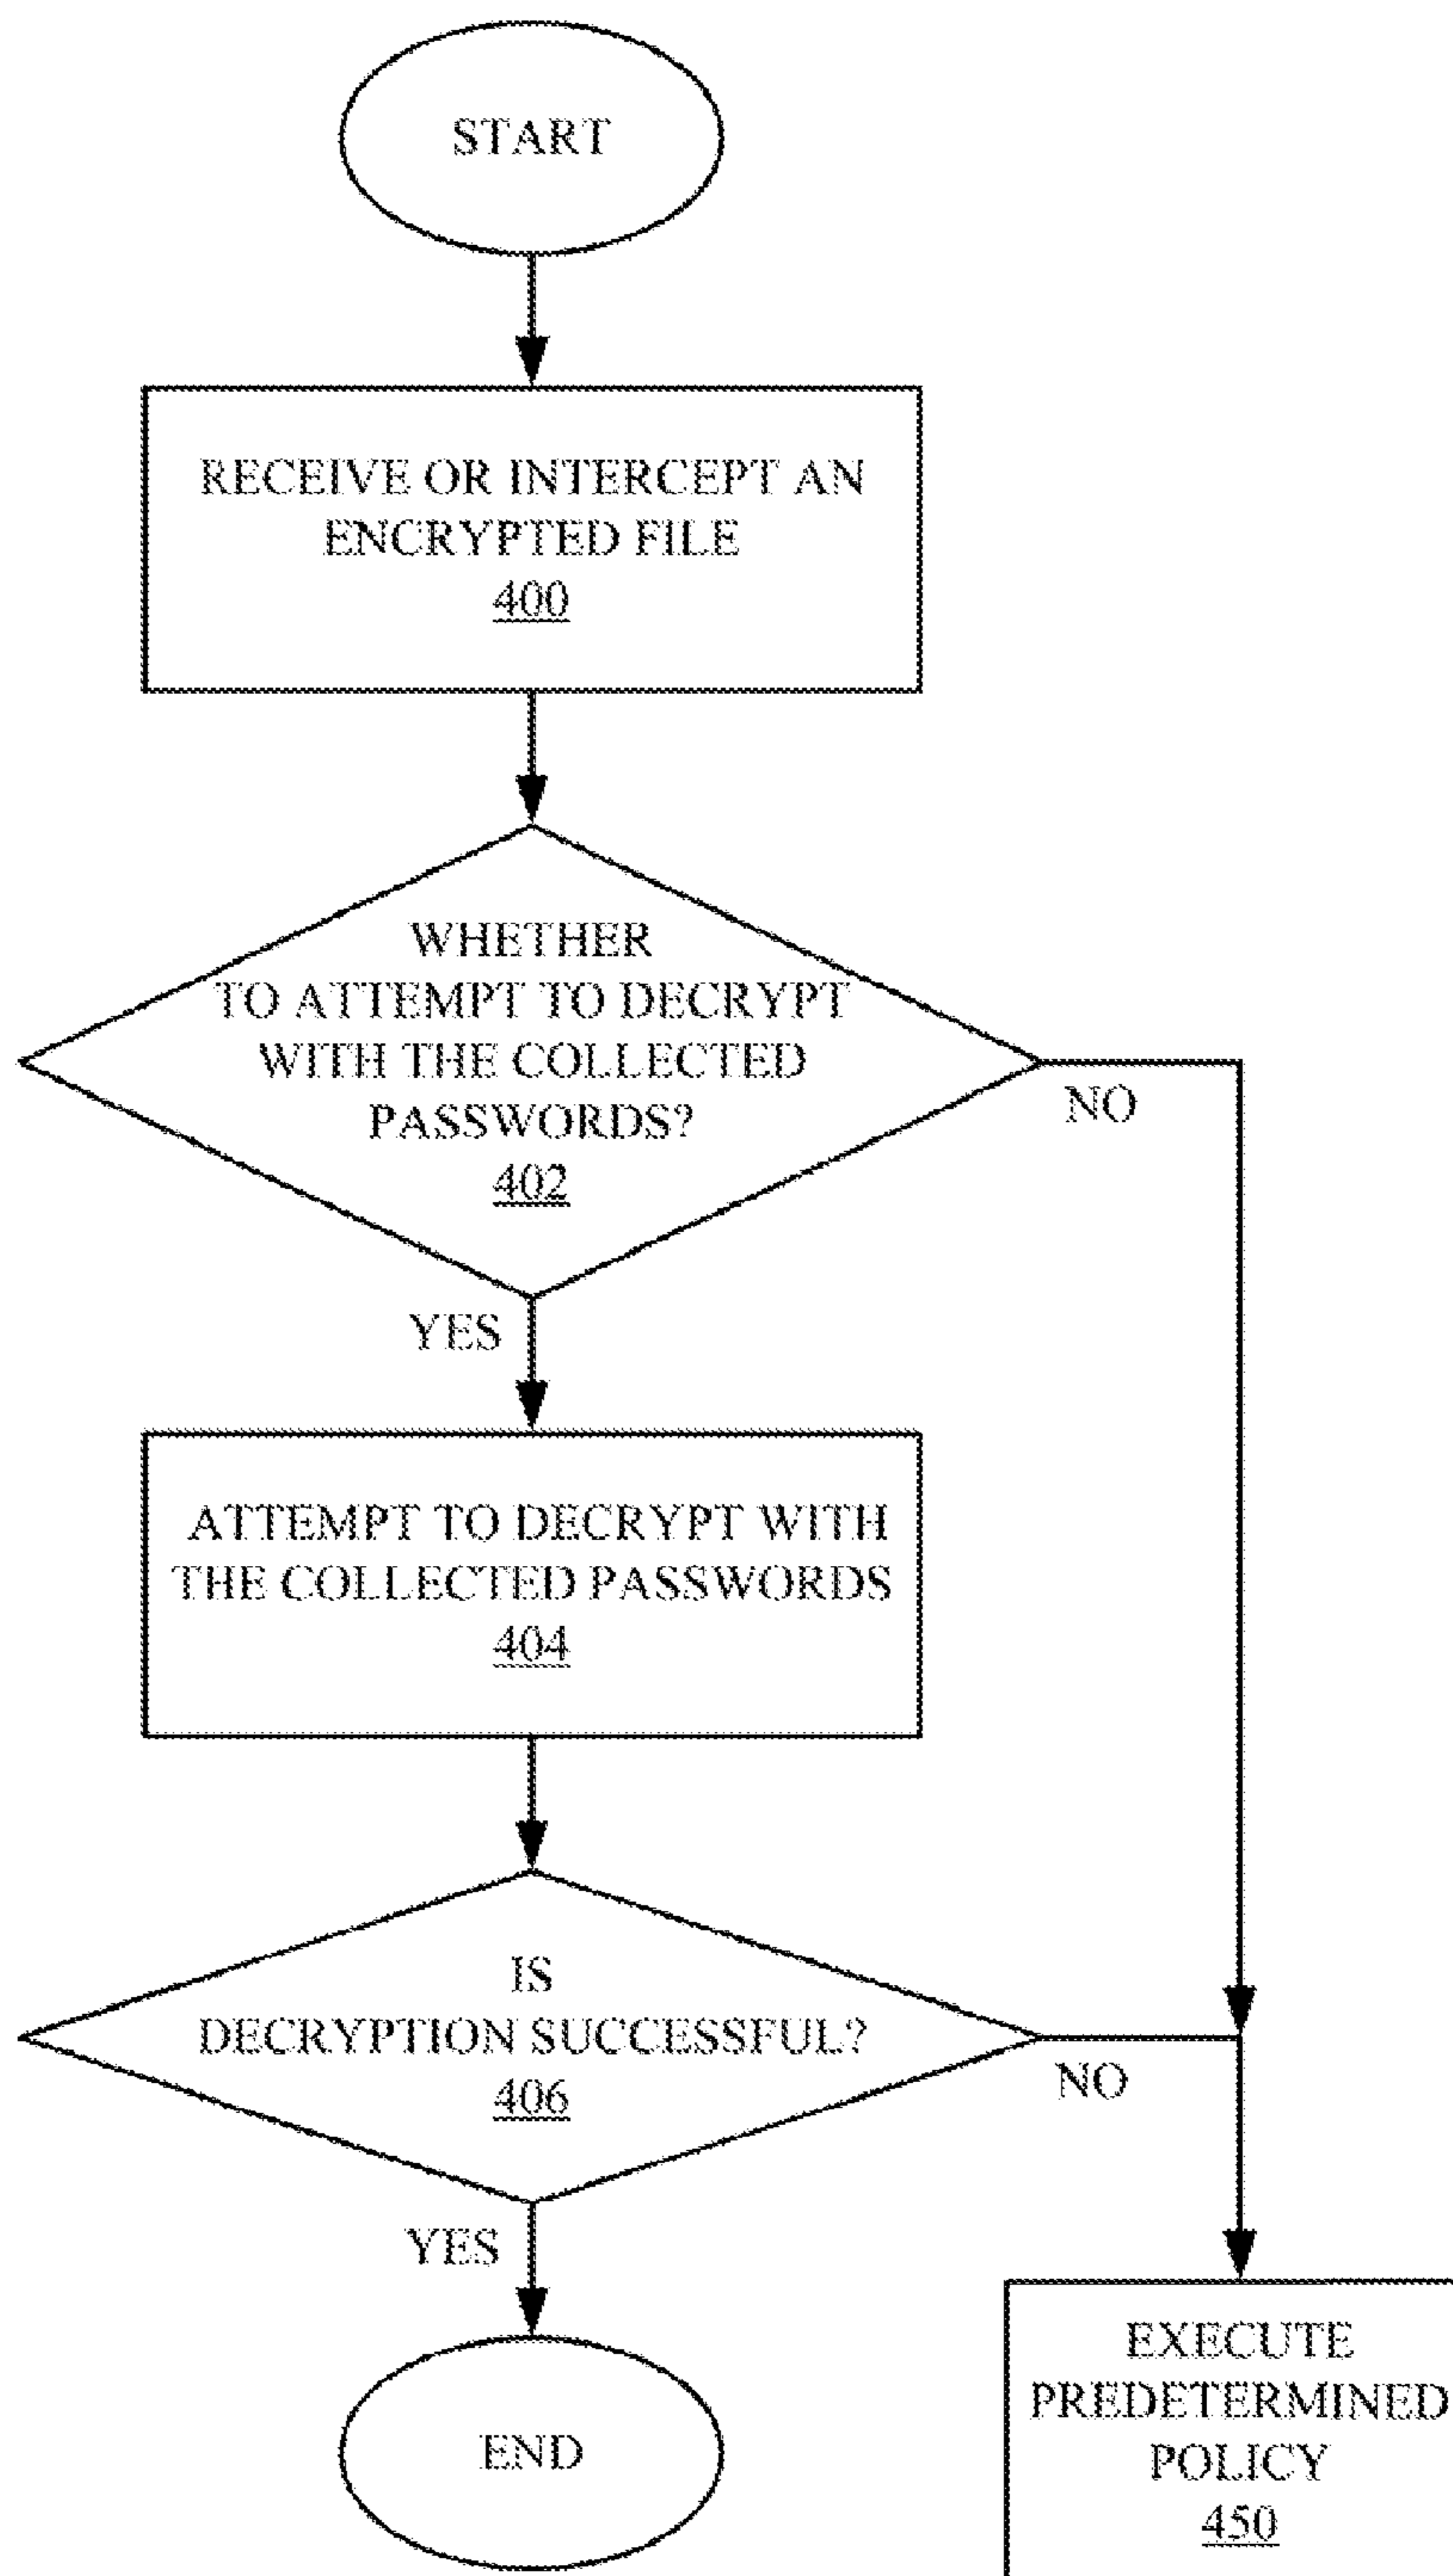 START
RECEIVE OR INTERCEPT AN
ENCRYPTED FILE
400
WHETHER
TO ATTEMPT TO DECRYPT
WITH THE COLLECTED
PASSWORDS?
402
NO
YES
ATTEMPT TO DECRYPT WITH
THE COLLECTED PASSWORDS
404
IS
DECRYPTION SUCCESSFUL?
406
NO
YES
END
EXECUTE
PREDETERMINED
POLICY
450